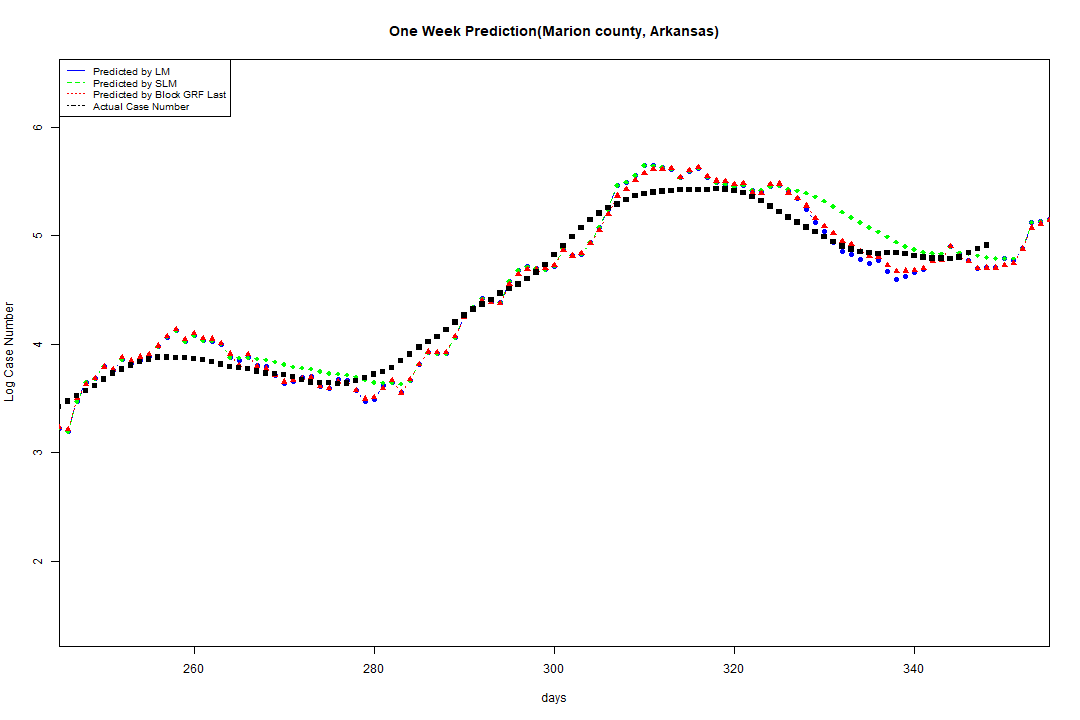 One Week Prediction(Marion county, Arkansas)
Predicted by LM
Predicted by SLM
Predicted by Block GRF Last
Actual Case Number
6
5
4
3
2
Log Case Number
260 280 300 320 340
days